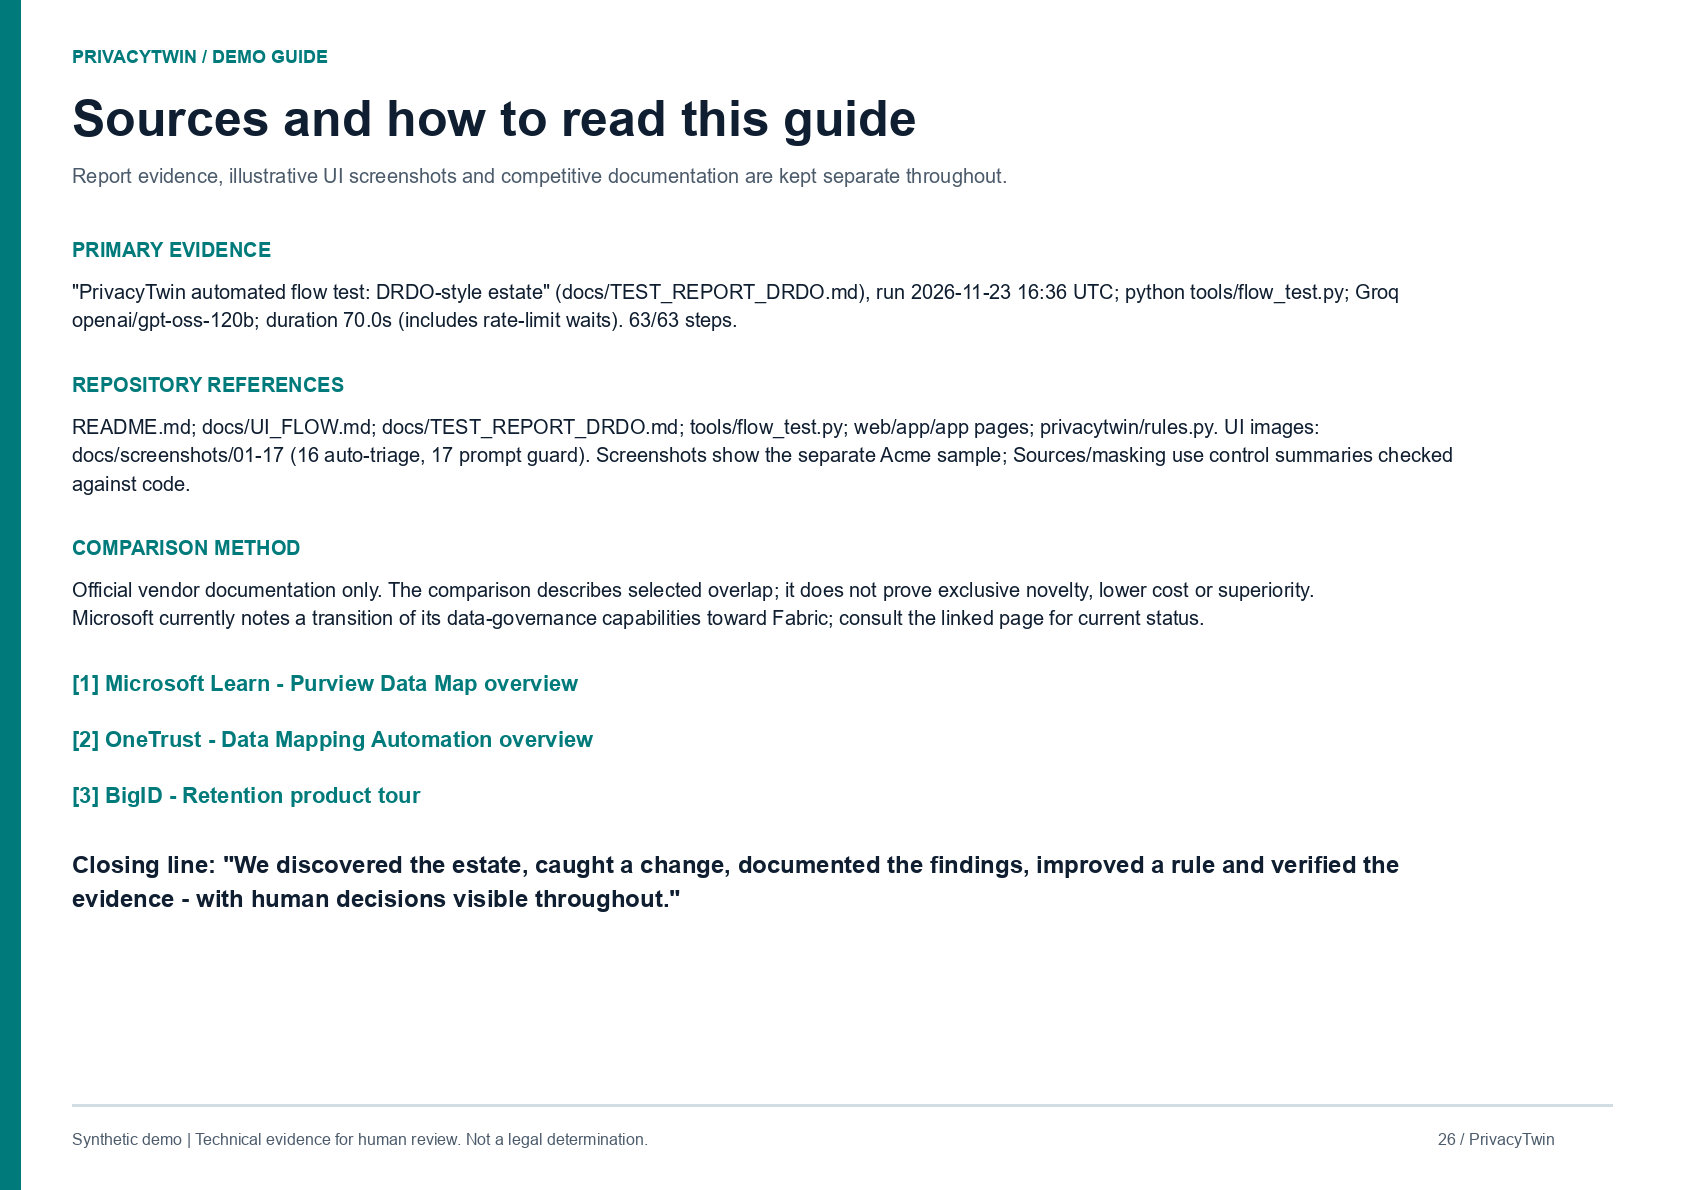 PRIVACYTWIN / DEMO GUIDE
Sources and how to read this guide
Report evidence, illustrative UI screenshots and competitive documentation are kept separate throughout.
PRIMARY EVIDENCE
"PrivacyTwin automated flow test: DRDO-style estate" (docs/TEST_REPORT_DRDO.md), run 2026-11-23 16:36 UTC; python tools/flow_test.py; Groq
openai/gpt-oss-120b; duration 70.0s (includes rate-limit waits). 63/63 steps.
REPOSITORY REFERENCES
README.md; docs/UI_FLOW.md; docs/TEST_REPORT_DRDO.md; tools/flow_test.py; web/app/app pages; privacytwin/rules.py. UI images:
docs/screenshots/01-17 (16 auto-triage, 17 prompt guard). Screenshots show the separate Acme sample; Sources/masking use control summaries checked
against code.
COMPARISON METHOD
Official vendor documentation only. The comparison describes selected overlap; it does not prove exclusive novelty, lower cost or superiority.
Microsoft currently notes a transition of its data-governance capabilities toward Fabric; consult the linked page for current status.
[1] Microsoft Learn - Purview Data Map overview
[2] OneTrust - Data Mapping Automation overview
[3] BigID - Retention product tour
Closing line: "We discovered the estate, caught a change, documented the findings, improved a rule and verified the
evidence - with human decisions visible throughout."
Synthetic demo | Technical evidence for human review. Not a legal determination.
26 / PrivacyTwin